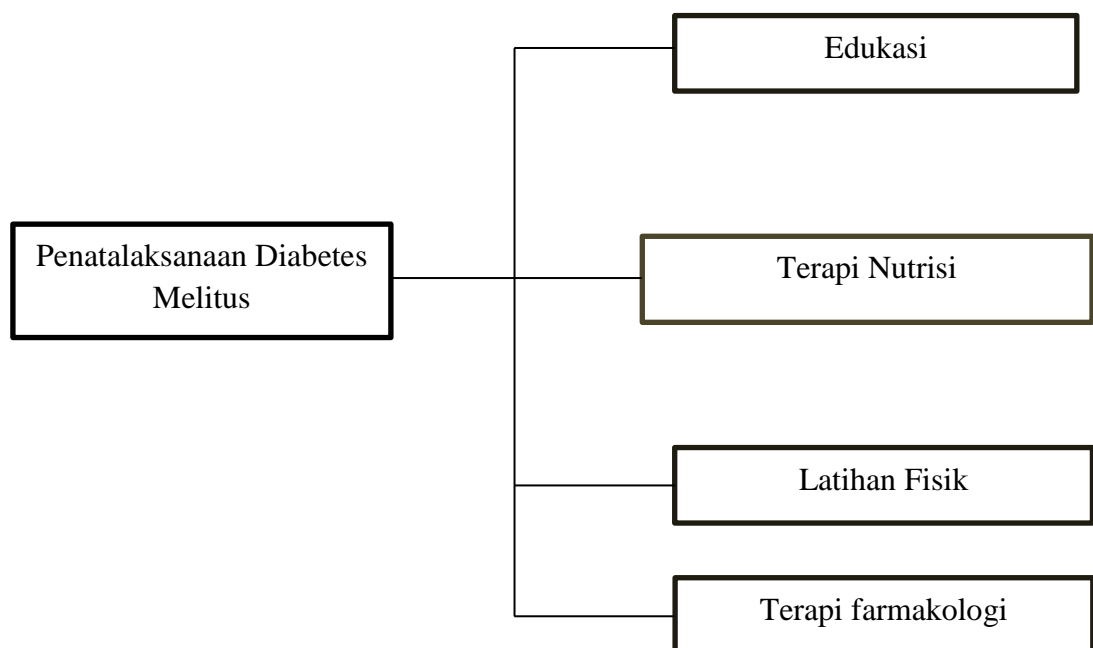 Edukasi
Penatalaksanaan Diabetes
Melitus
Terapi Nutrisi
Latihan Fisik
Terapi farmakologi